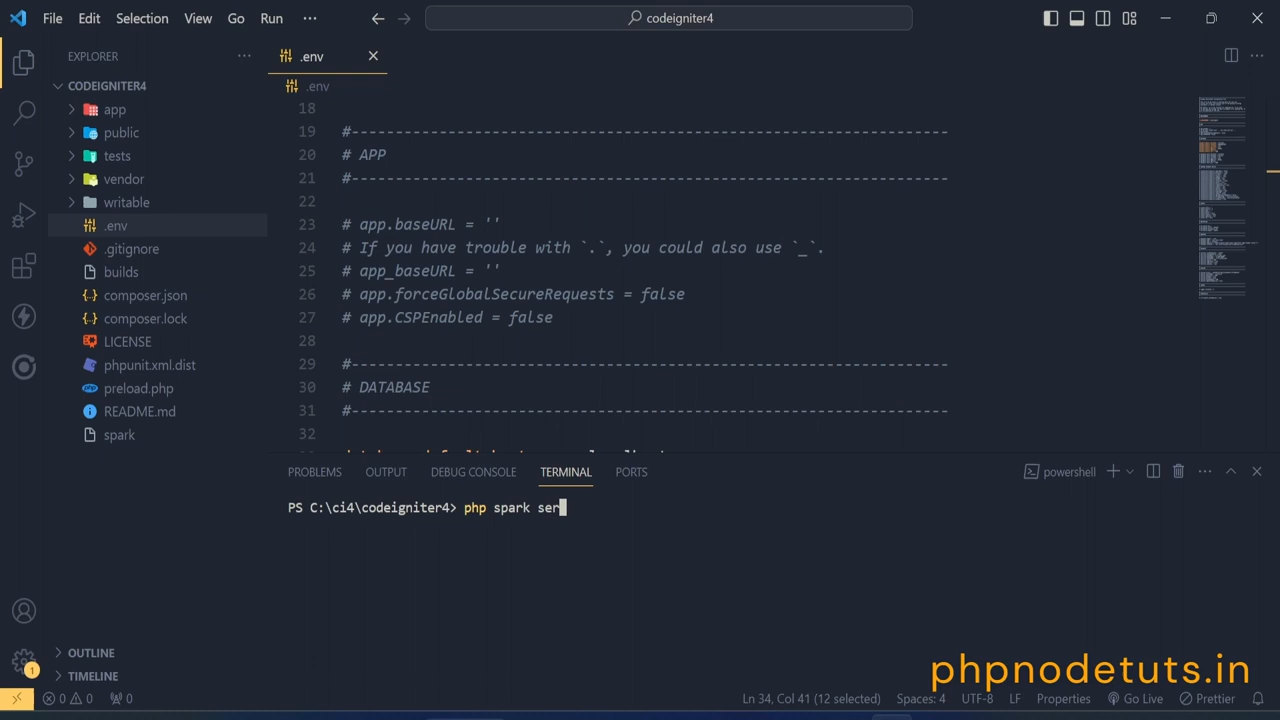 File Edit Selection View Go Run ··· codeigniter4
EXPLORER ···
.env
CODEIGNITER4
.env
app
public
tests
vendor
writable
.env
.gitignore
builds
composer.json
composer.lock
LICENSE
phpunit.xml.dist
preload.php
README.md
spark
18
19 #--------------------------------------------------------------------
20 # APP
21 #--------------------------------------------------------------------
22
23 # app.baseURL = ''
24 # If you have trouble with `.`, you could also use `_`.
25 # app_baseURL = ''
26 # app.forceGlobalSecureRequests = false
27 # app.CSPEnabled = false
28
29 #--------------------------------------------------------------------
30 # DATABASE
31 #--------------------------------------------------------------------
32
PROBLEMS OUTPUT DEBUG CONSOLE TERMINAL PORTS powershell
PS C:\ci4\codeigniter4> php spark ser
OUTLINE
TIMELINE
1
phpnodetuts.in
0 0 0 Ln 34, Col 41 (12 selected) Spaces: 4 UTF-8 LF Properties Go Live Prettier